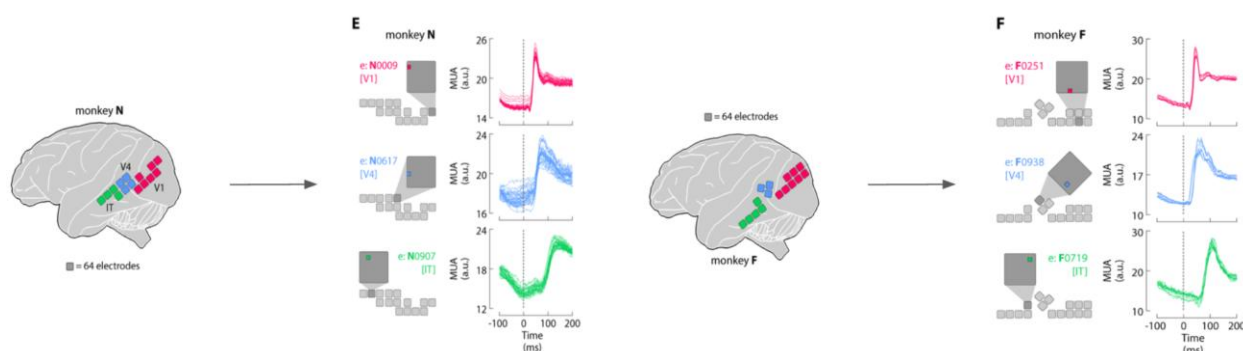 monkey N
V4
V1
IT
= 64 electrodes
E
monkey N
e: N0009
[V1]
MUA
(a.u.)
26
20
14
e: N0617
[V4]
MUA
(a.u.)
24
20
16
e: N0907
[IT]
MUA
(a.u.)
24
18
12
-100 0 100 200
Time
(ms)
= 64 electrodes
monkey F
F
monkey F
e: F0251
[V1]
MUA
(a.u.)
30
20
10
e: F0938
[V4]
MUA
(a.u.)
24
17
10
e: F0719
[IT]
MUA
(a.u.)
30
20
10
-100 0 100 200
Time
(ms)